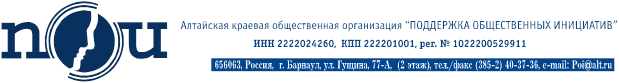 пои
Алтайская краевая общественная организация “ПОДДЕРЖКА ОБЩЕСТВЕННЫХ ИНИЦИАТИВ”
ИНН 2222024260, КПП 222201001, рег. № 1022200529911
656063, Россия, г. Барнаул, ул. Гущина, 77-А, (2 этаж), тел./факс (385-2) 40-37-36, e-mail: Poi@alt.ru